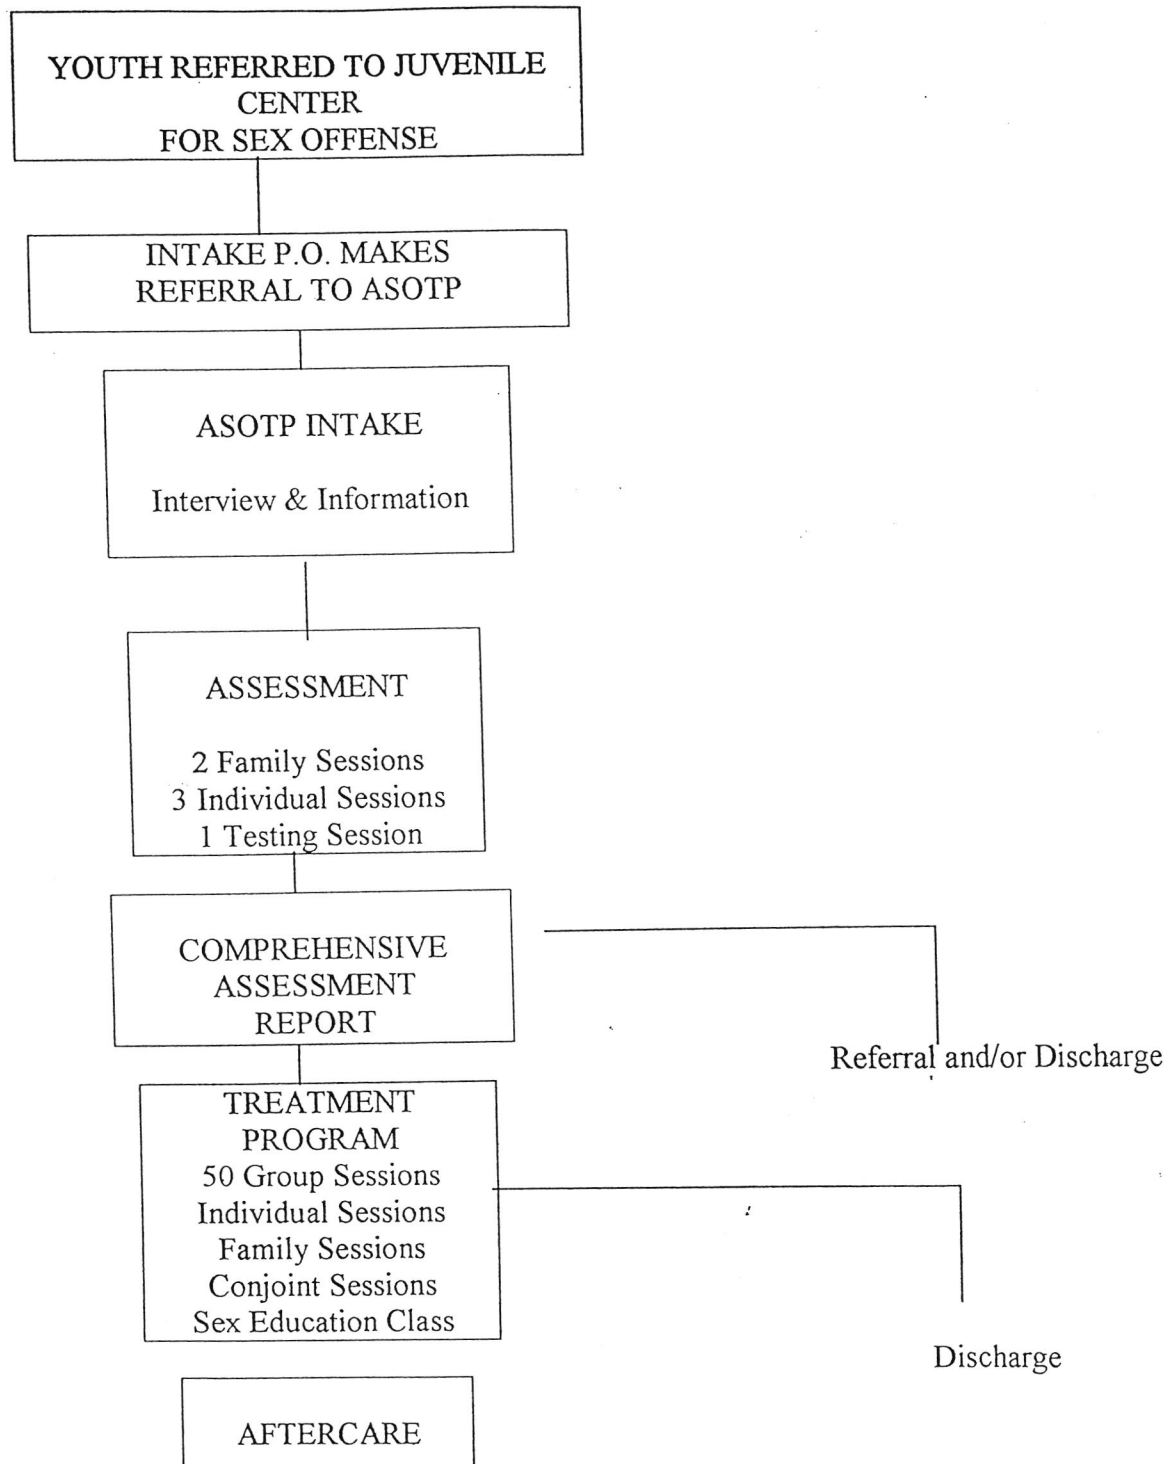 YOUTH REFERRED TO JUVENILE
CENTER
FOR SEX OFFENSE
INTAKE P.O. MAKES
REFERRAL TO ASOTP
ASOTP INTAKE
Interview & Information
ASSESSMENT
2 Family Sessions
3 Individual Sessions
1 Testing Session
COMPREHENSIVE
ASSESSMENT
REPORT
Referral and/or Discharge
TREATMENT
PROGRAM
50 Group Sessions
Individual Sessions
Family Sessions
Conjoint Sessions
Sex Education Class
Discharge
AFTERCARE